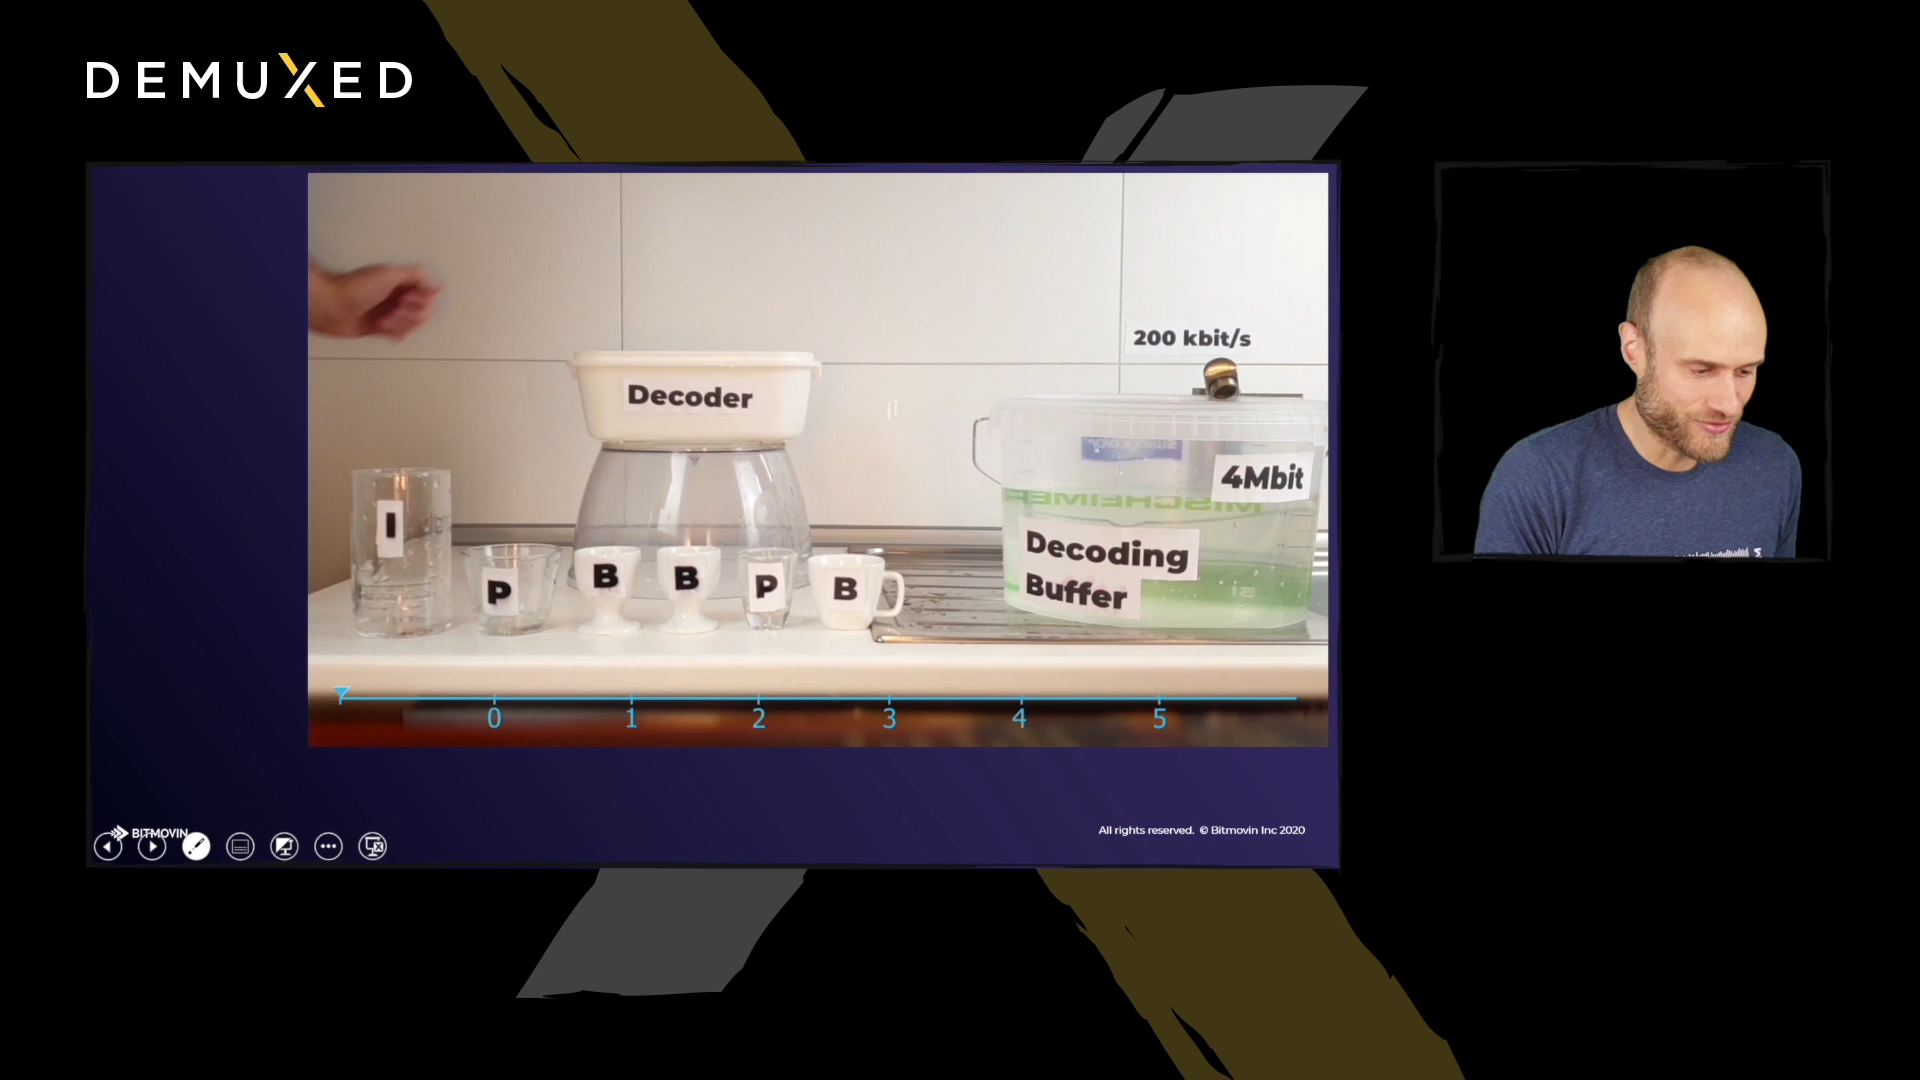 DEMUXED
200 kbit/s
Decoder
4Mbit
Decoding
Buffer
I
P
B
B
P
B
0 1 2 3 4 5
BITMOVIN
All rights reserved. © Bitmovin Inc 2020